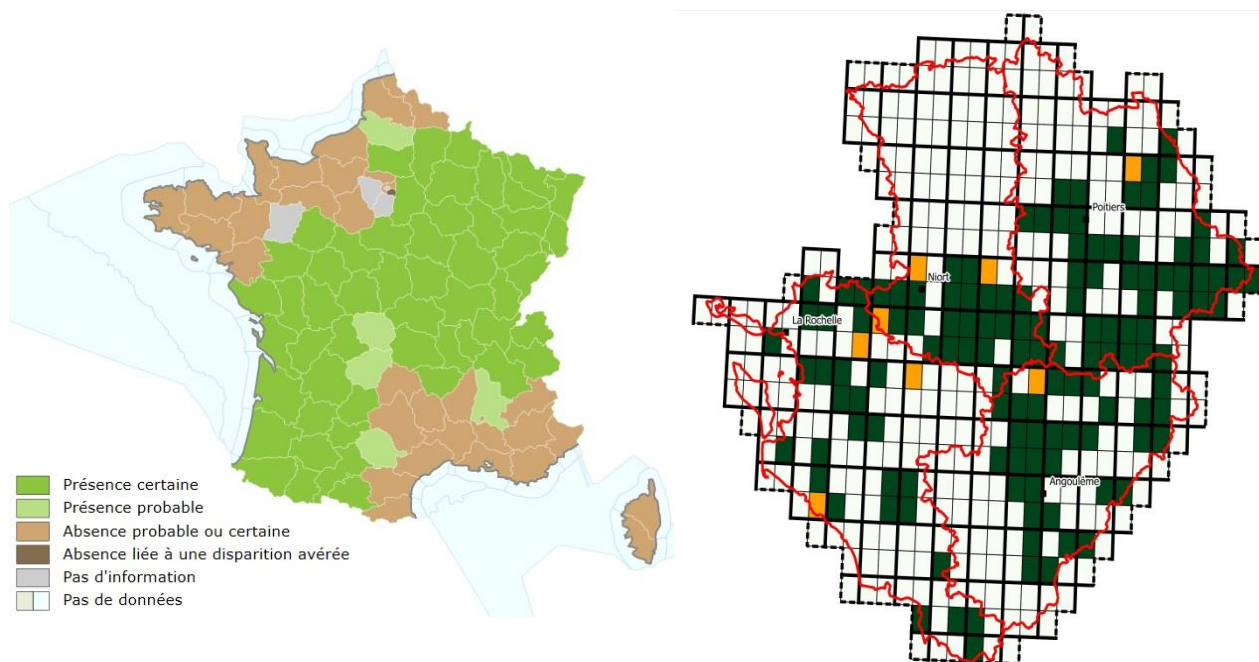 Présence certaine
Présence probable
Absence probable ou certaine
Absence liée à une disparition avérée
Pas d'information
Pas de données
Poitiers
Niort
La Rochelle
Angoulême